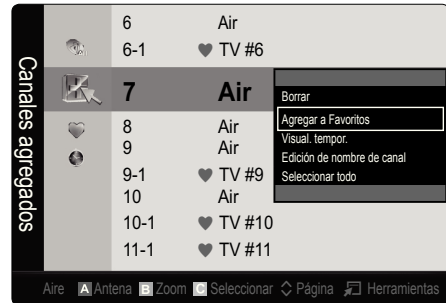 Canales agregados
6 Air
6-1 ♥ TV #6
7 Air
8 Air
9 Air
9-1 ♥ TV #9
10 Air
10-1 ♥ TV #10
11-1 ♥ TV #11
Borrar
Agregar a Favoritos
Visual. tempor.
Edición de nombre de canal
Seleccionar todo
Aire A Antena B Zoom C Seleccionar Página Herramientas